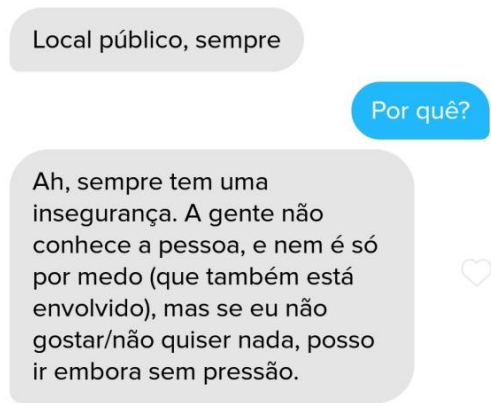 Local público, sempre
Por quê?
Ah, sempre tem uma
insegurança. A gente não
conhece a pessoa, e nem é só
por medo (que também está
envolvido), mas se eu não
gostar/não quiser nada, posso
ir embora sem pressão.